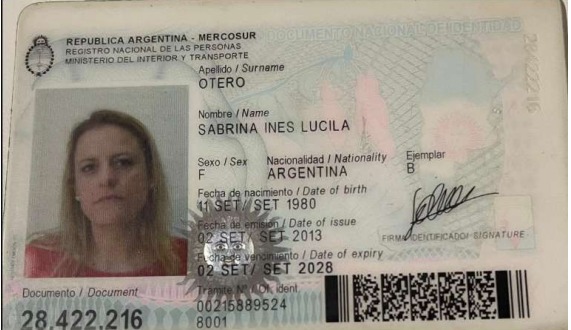 REPUBLICA ARGENTINA - MERCOSUR
REGISTRO NACIONAL DE LAS PERSONAS
MINISTERIO DEL INTERIOR Y TRANSPORTE
DOCUMENTO NACIONAL DE IDENTIDAD
Apellido / Surname
OTERO
Nombre / Name
SABRINA INES LUCILA
Sexo / Sex Nacionalidad / Nationality Ejemplar
F ARGENTINA B
Fecha de nacimiento / Date of birth
11 SET/ SET 1980
Fecha de emisión / Date of issue
02 SET/ SET 2013
FIRMA IDENTIFICADO/ SIGNATURE
Fecha de vencimiento / Date of expiry
02 SET/ SET 2028
Documento / Document
28.422.216
Trámite Nº / Of. ident.
00215889524
8001